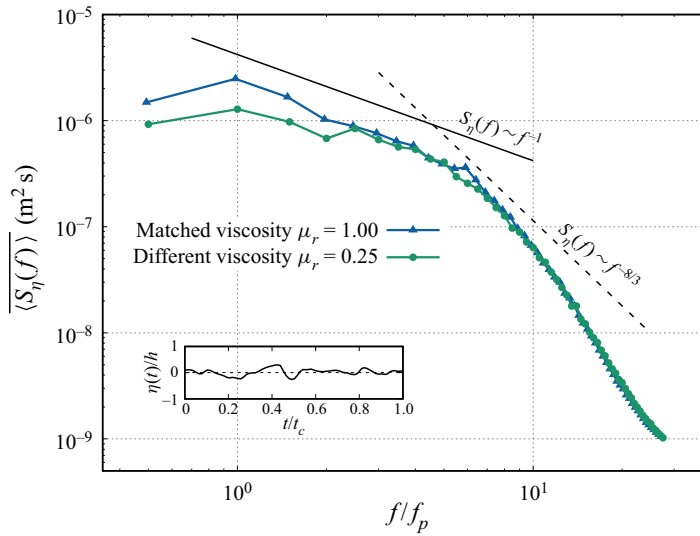 10⁻⁵
10⁻⁶
10⁻⁷
10⁻⁸
10⁻⁹
⟨S_η(f)⟩ (m² s)
S_η(f) ~ f⁻¹
S_η(f) ~ f⁻⁸/³
Matched viscosity μ_r = 1.00
Different viscosity μ_r = 0.25
η(t)/h
1
0
−1
0 0.2 0.4 0.6 0.8 1.0
t/t_c
10⁰ 10¹
f/f_p